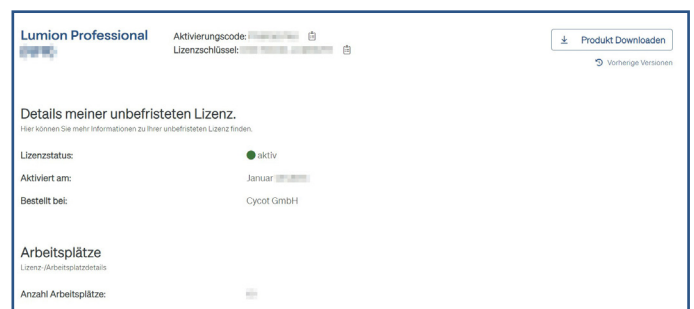 Lumion Professional
Aktivierungscode:
Lizenzschlüssel:
Produkt Downloaden
Vorherige Versionen
Details meiner unbefristeten Lizenz.
Hier können Sie mehr Informationen zu Ihrer unbefristeten Lizenz finden.
Lizenzstatus: aktiv
Aktiviert am: Januar
Bestellt bei: Cycot GmbH
Arbeitsplätze
Lizenz-/Arbeitsplatzdetails
Anzahl Arbeitsplätze: